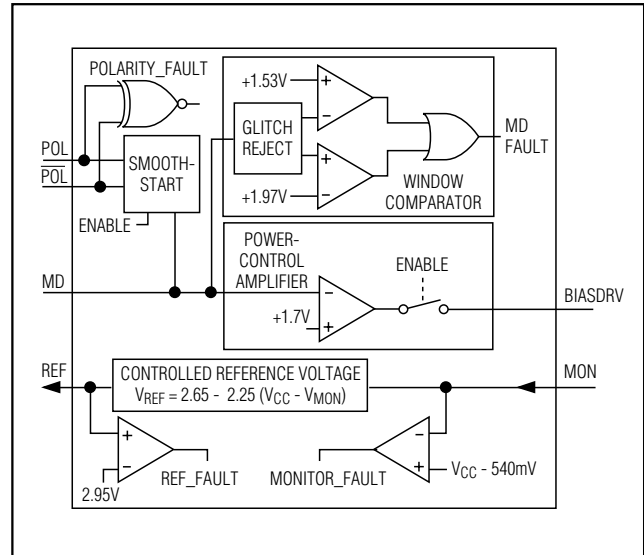 POLARITY_FAULT
+1.53V
+
−
GLITCH
REJECT
+
−
+1.97V
MD
FAULT
WINDOW
COMPARATOR
POL
POL
SMOOTH-
START
ENABLE
POWER-
CONTROL
AMPLIFIER
ENABLE
MD
−
+
+1.7V
BIASDRV
REF
CONTROLLED REFERENCE VOLTAGE
VREF = 2.65 - 2.25 (VCC - VMON)
MON
+
−
2.95V
REF_FAULT
MONITOR_FAULT
−
+
VCC - 540mV